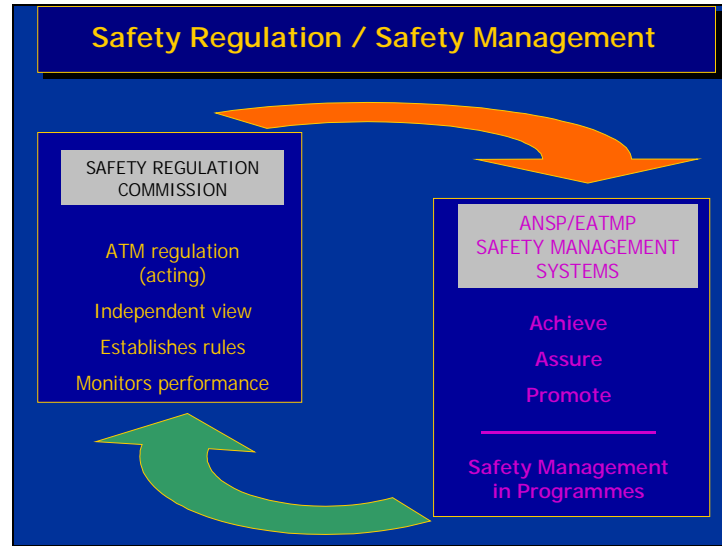 Safety Regulation / Safety Management
SAFETY REGULATION
COMMISSION
ATM regulation
(acting)
Independent view
Establishes rules
Monitors performance
ANSP/EATMP
SAFETY MANAGEMENT
SYSTEMS
Achieve
Assure
Promote
Safety Management
in Programmes